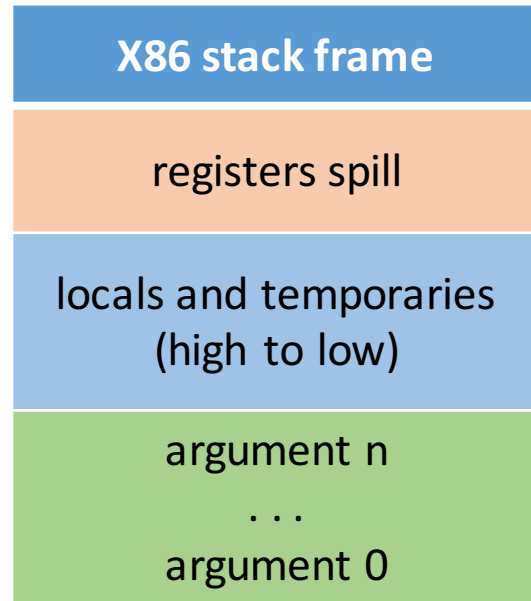 X86 stack frame
registers spill
locals and temporaries
(high to low)
argument n
. . .
argument 0